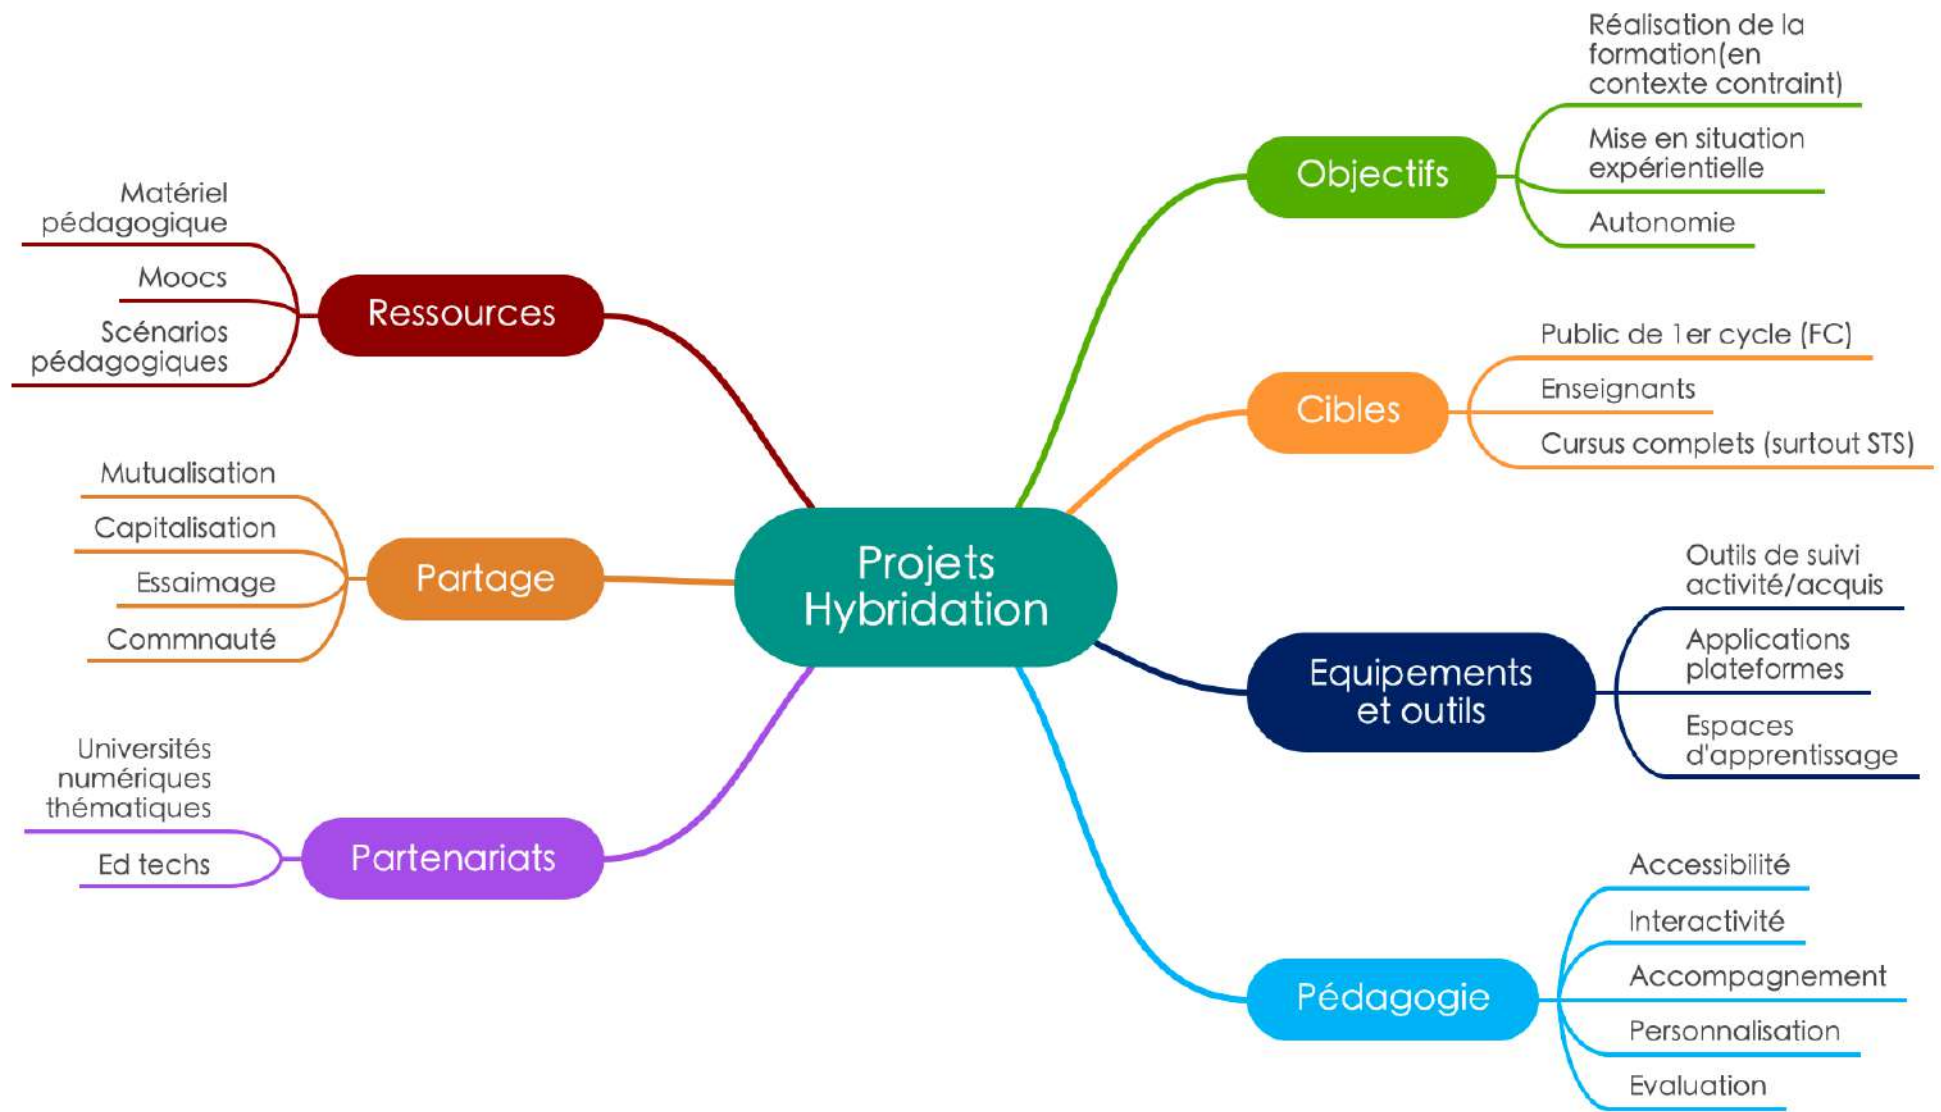 Projets
Hybridation
Objectifs
Réalisation de la
formation(en
contexte contraint)
Mise en situation
expérientielle
Autonomie
Cibles
Public de 1er cycle (FC)
Enseignants
Cursus complets (surtout STS)
Equipements
et outils
Outils de suivi
activité/acquis
Applications
plateformes
Espaces
d'apprentissage
Pédagogie
Accessibilité
Interactivité
Accompagnement
Personnalisation
Evaluation
Ressources
Matériel
pédagogique
Moocs
Scénarios
pédagogiques
Partage
Mutualisation
Capitalisation
Essaimage
Commnauté
Partenariats
Universités
numériques
thématiques
Ed techs